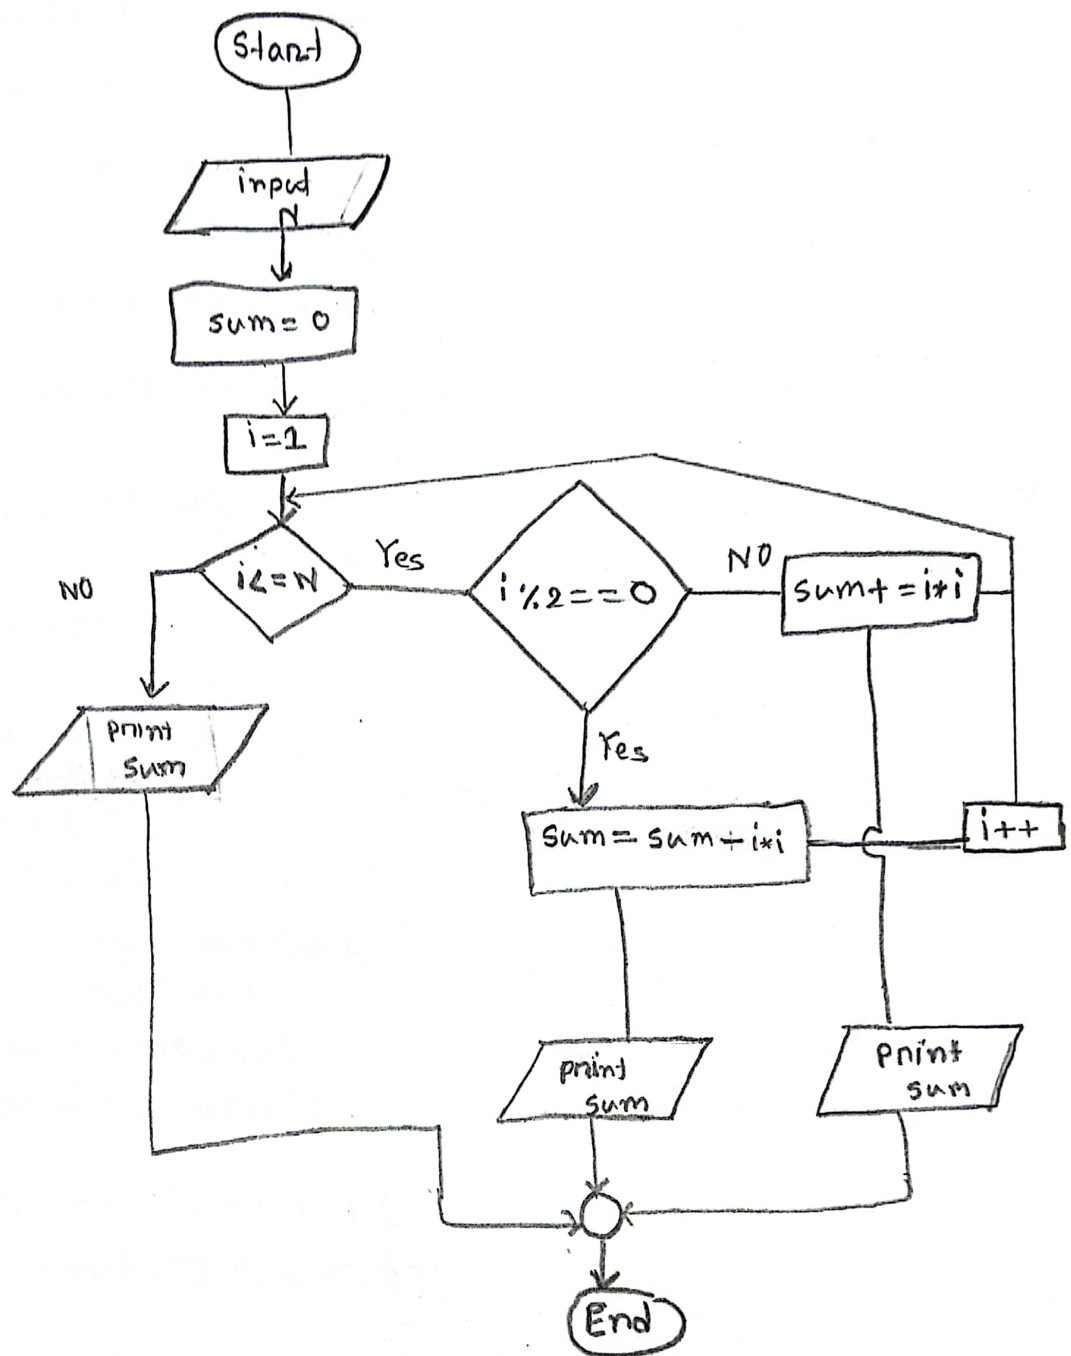 Start
input
N
sum = 0
i = 1
i <= N
Yes
NO
i % 2 == 0
NO
sum + = i*i
Yes
print
sum
sum = sum + i*i
i++
print
sum
print
sum
End